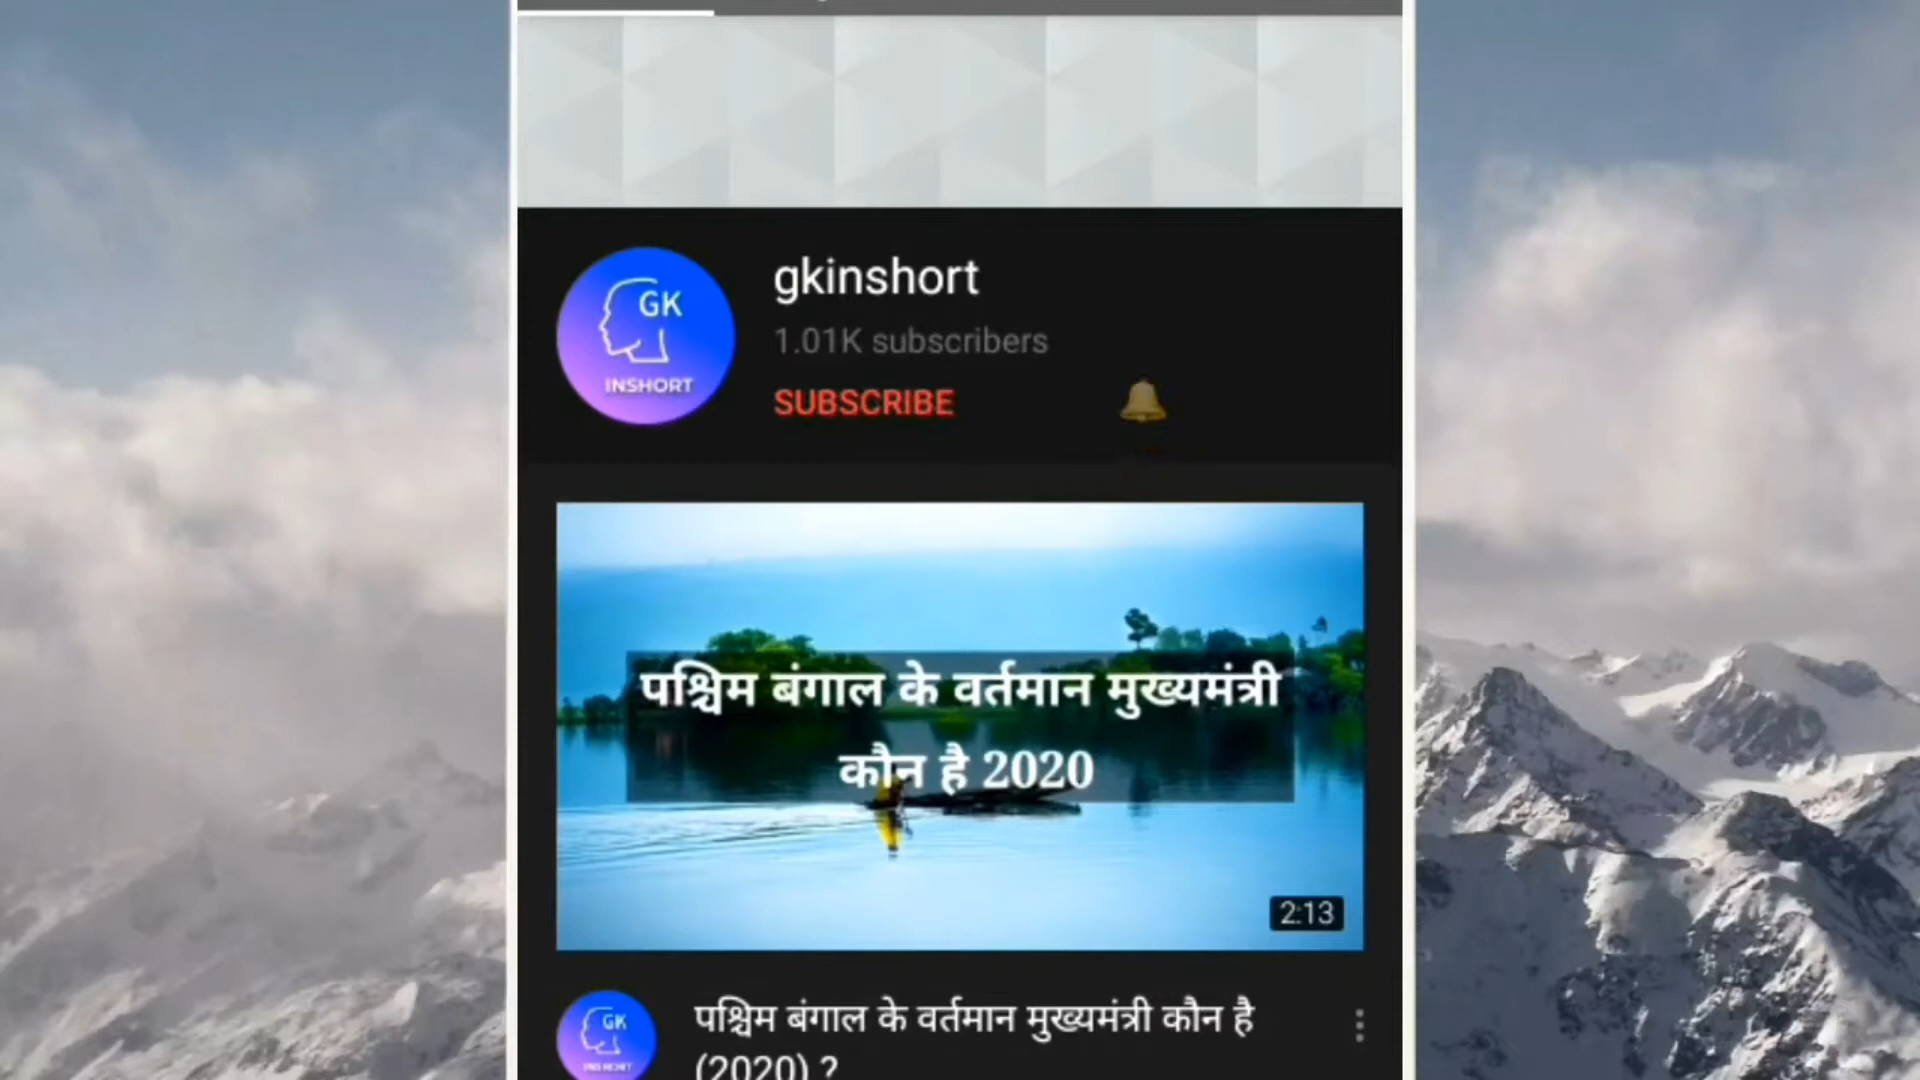 gkinshort
1.01K subscribers
SUBSCRIBE
GK
INSHORT
पश्चिम बंगाल के वर्तमान मुख्यमंत्री
कौन है 2020
2:13
GK
पश्चिम बंगाल के वर्तमान मुख्यमंत्री कौन है
(2020) ?